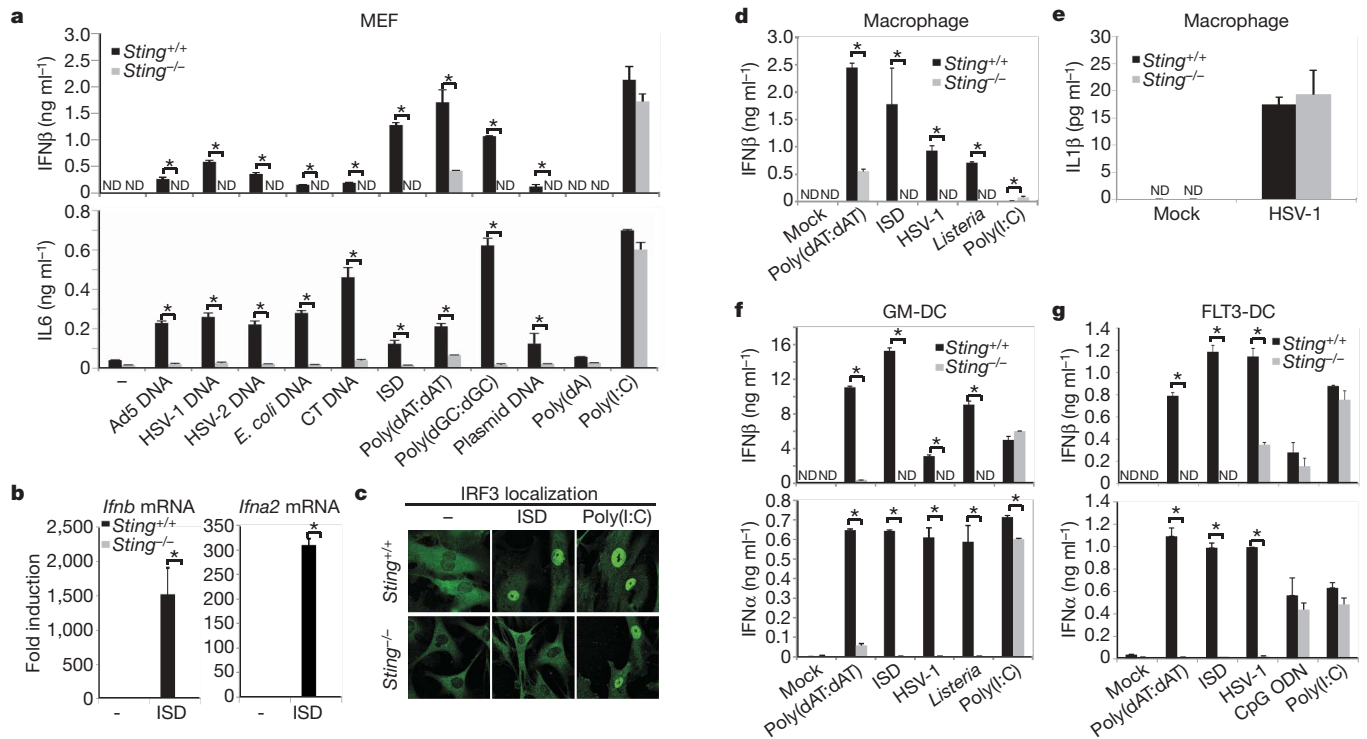 a
MEF
3.0
2.5
2.0
1.5
1.0
0.5
0
IFNβ (ng ml⁻¹)
Sting+/+
Sting−/−
ND ND ND ND ND ND ND ND ND ND ND ND ND
* * * * * * * * *
0.8
0.6
0.4
0.2
0
IL6 (ng ml⁻¹)
* * * * * * * * *
–
Ad5 DNA
HSV-1 DNA
HSV-2 DNA
E. coli DNA
CT DNA
ISD
Poly(dAT:dAT)
Poly(dGC:dGC)
Plasmid DNA
Poly(dA)
Poly(I:C)
b
Ifnb mRNA
Ifna2 mRNA
Fold induction
2,500
2,000
1,500
1,000
500
0
Sting+/+
Sting−/−
*
- ISD
350
300
250
200
150
100
50
0
*
- ISD
c
IRF3 localization
– ISD Poly(I:C)
Sting+/+
Sting−/−
d
Macrophage
3.0
2.5
2.0
1.5
1.0
0.5
0
IFNβ (ng ml⁻¹)
Sting+/+
Sting−/−
* * * * *
NDND ND ND ND
Mock
Poly(dAT:dAT)
ISD
HSV-1
Listeria
Poly(I:C)
e
Macrophage
30
25
20
15
10
5
0
IL1β (pg ml⁻¹)
Sting+/+
Sting−/−
ND ND
Mock HSV-1
f
GM-DC
16
12
8
4
0
IFNβ (ng ml⁻¹)
Sting+/+
Sting−/−
* * * *
NDND ND ND ND
0.8
0.7
0.6
0.5
0.4
0.3
0.2
0.1
0
IFNα (ng ml⁻¹)
* * * * *
Mock
Poly(dAT:dAT)
ISD
HSV-1
Listeria
Poly(I:C)
g
FLT3-DC
1.4
1.2
1.0
0.8
0.6
0.4
0.2
0
IFNβ (ng ml⁻¹)
Sting+/+
Sting−/−
* * *
ND ND ND ND
1.4
1.2
1.0
0.8
0.6
0.4
0.2
0
IFNα (ng ml⁻¹)
* * *
Mock
Poly(dAT:dAT)
ISD
HSV-1
CpG ODN
Poly(I:C)